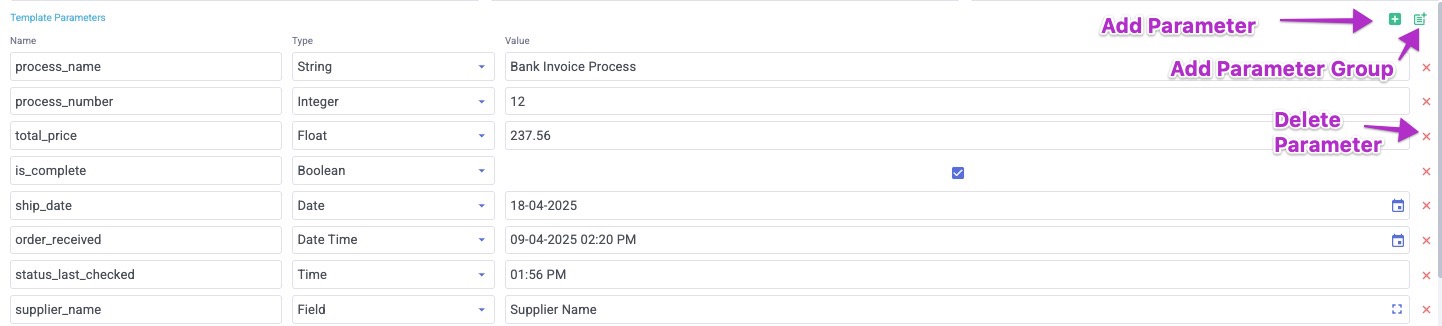 Template Parameters
Add Parameter
Name Type Value
Add Parameter Group
process_name String Bank Invoice Process
process_number Integer 12
Delete
Parameter
total_price Float 237.56
is_complete Boolean
ship_date Date 18-04-2025
order_received Date Time 09-04-2025 02:20 PM
status_last_checked Time 01:56 PM
supplier_name Field Supplier Name